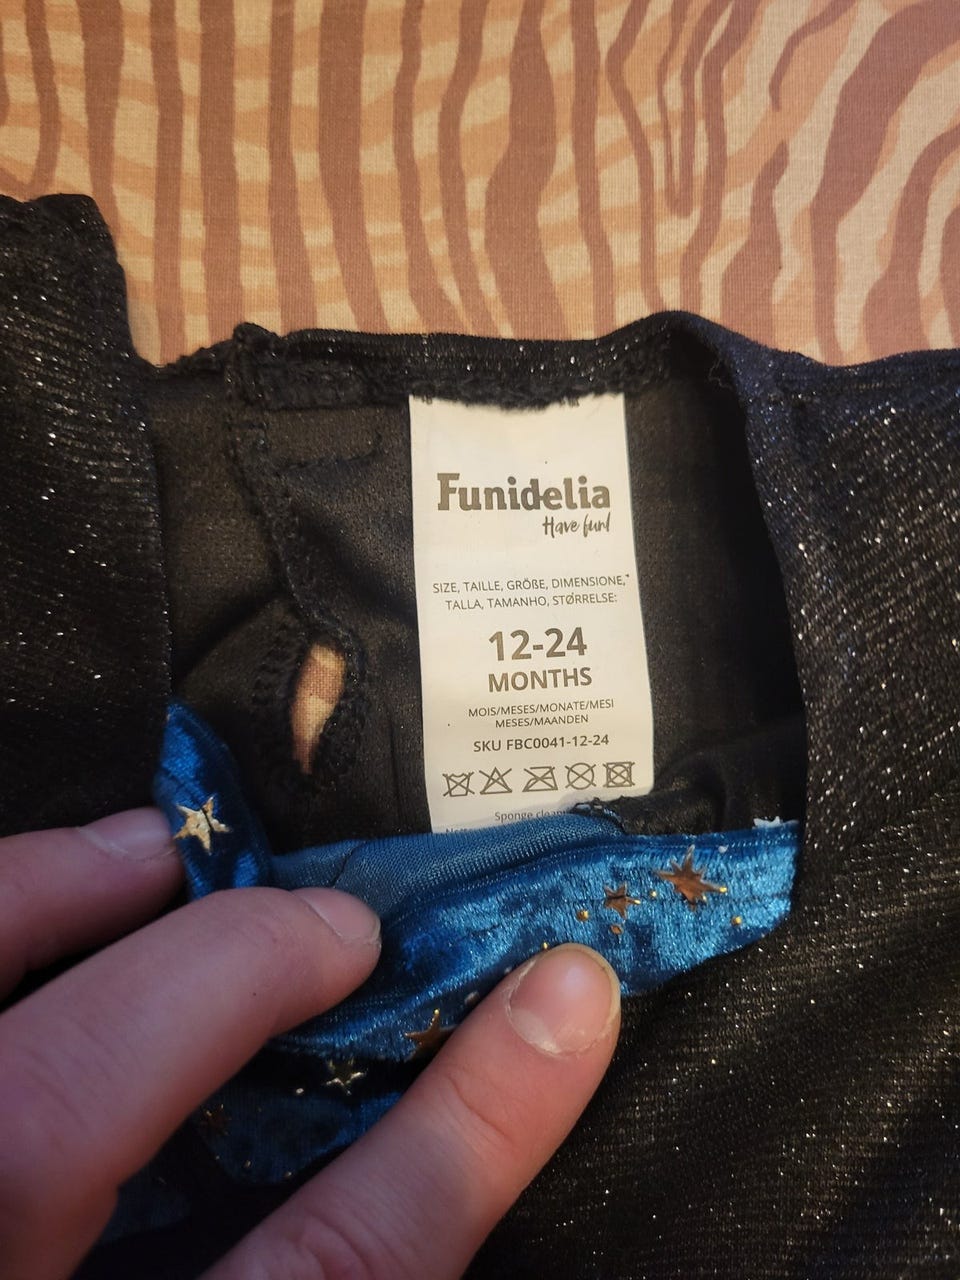 Funidelia
Have fun!
SIZE, TAILLE, GRÖßE, DIMENSIONE,
TALLA, TAMANHO, STØRRELSE:
12-24
MONTHS
MOIS/MESES/MONATE/MESI
MESES/MAANDEN
SKU FBC0041-12-24
Sponge clean